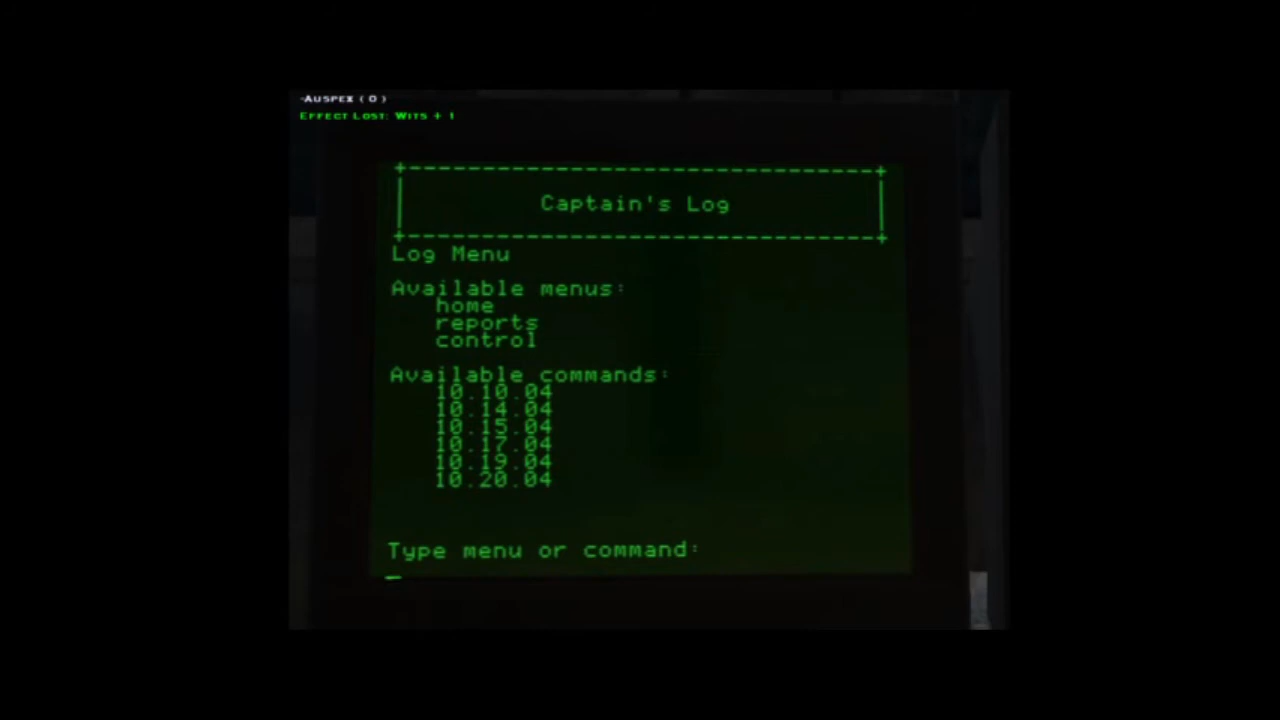 -Auspex ( 0 )
Effect Lost: Wits + 1
Captain's Log
Log Menu
Available menus:
home
reports
control
Available commands:
10.10.04
10.14.04
10.15.04
10.17.04
10.19.04
10.20.04
Type menu or command: